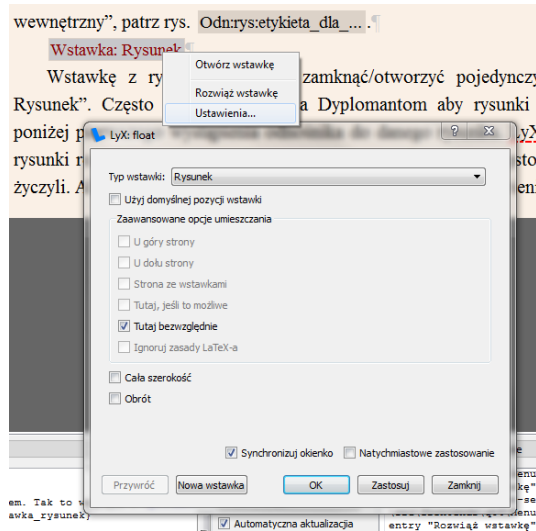 wewnętrzny”, patrz rys. Odn:rys:etykieta_dla_... .¶
Wstawka: Rysunek¶
Wstawkę z ry zamknąć/otworzyć pojedynczy
Rysunek”. Często a Dyplomantom aby rysunki
poniżej p LyX
rysunki r sto
życzyli. A eni
Otwórz wstawkę
Rozwiąż wstawkę
Ustawienia...
LyX: float
Typ wstawki: Rysunek
Użyj domyślnej pozycji wstawki
Zaawansowane opcje umieszczania
U góry strony
U dołu strony
Strona ze wstawkami
Tutaj, jeśli to możliwe
Tutaj bezwzględnie
Ignoruj zasady LaTeX-a
Cała szerokość
Obrót
Synchronizuj okienko Natychmiastowe zastosowanie
Przywróć Nowa wstawka OK Zastosuj Zamknij
em. Tak to w
awka_rysunek)
Automatyczna aktualizacja
entry "Rozwiąż wstawkę"